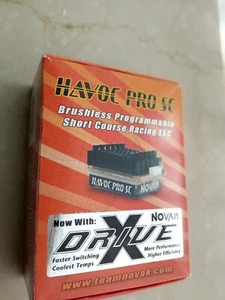 HAVOC PRO SC
Brushless Programmable
Short Course Racing ESC
HAVOC PRO SC
NOVAK
Now With:
NOVAK
X
DRIVE
Faster Switching
Coolest Temps
More Performance
Higher Efficiency
www.teamnovak.com